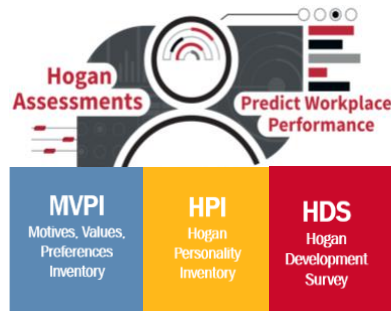 Hogan
Assessments
Predict Workplace
Performance
MVPI
Motives, Values,
Preferences
Inventory
HPI
Hogan
Personality
Inventory
HDS
Hogan
Development
Survey